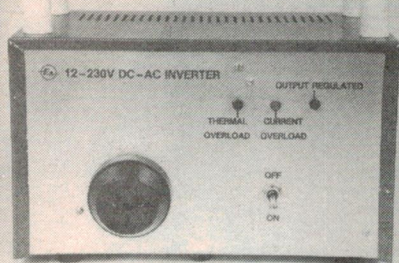 12-230V DC-AC INVERTER
OUTPUT REGULATED
THERMAL OVERLOAD
CURRENT OVERLOAD
OFF
ON